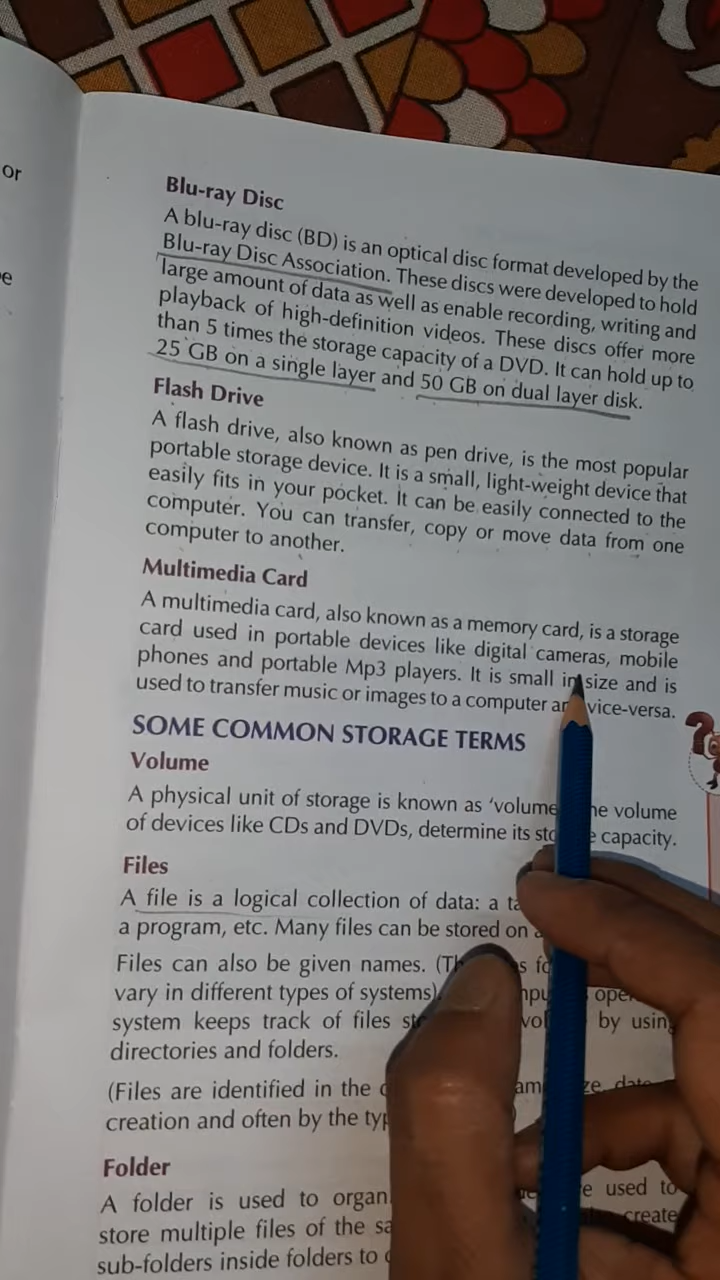 or
e
Blu-ray Disc
A blu-ray disc (BD) is an optical disc format developed by the
Blu-ray Disc Association. These discs were developed to hold
large amount of data as well as enable recording, writing and
playback of high-definition videos. These discs offer more
than 5 times the storage capacity of a DVD. It can hold up to
25 GB on a single layer and 50 GB on dual layer disk.
Flash Drive
A flash drive, also known as pen drive, is the most popular
portable storage device. It is a small, light-weight device that
easily fits in your pocket. It can be easily connected to the
computer. You can transfer, copy or move data from one
computer to another.
Multimedia Card
A multimedia card, also known as a memory card, is a storage
card used in portable devices like digital cameras, mobile
phones and portable Mp3 players. It is small in size and is
used to transfer music or images to a computer vice-versa.
SOME COMMON STORAGE TERMS
Volume
A physical unit of storage is known as 'volume volume
of devices like CDs and DVDs, determine its capacity.
Files
A file is a logical collection of data: a
a program, etc. Many files can be stored on
Files can also be given names.
vary in different types of systems)
system keeps track of files by using
directories and folders.
(Files are identified in the
creation and often by the
Folder
A folder is used to used to
store multiple files of the create
sub-folders inside folders to